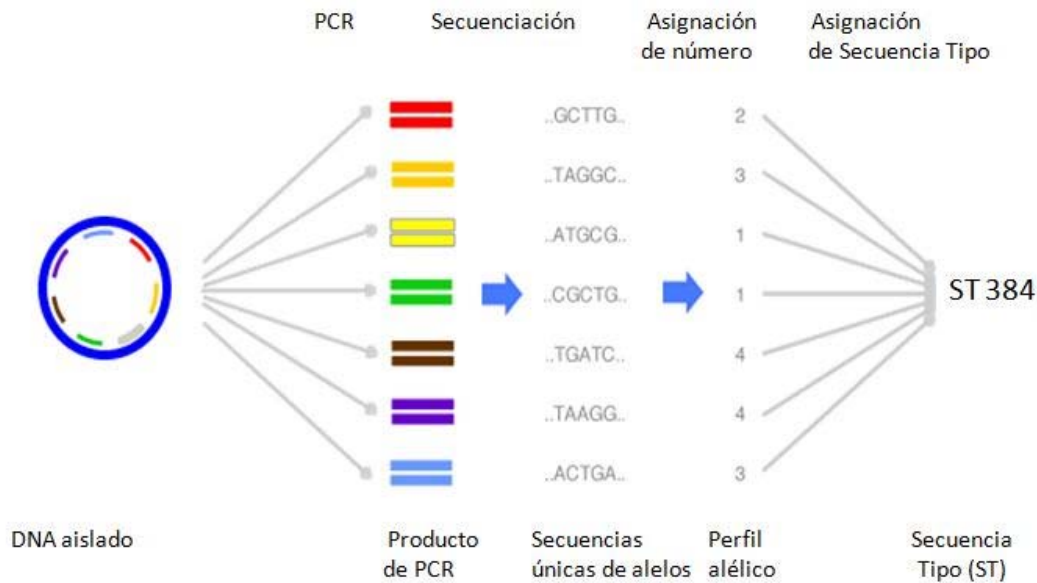 PCR
Secuenciación
Asignación
de número
Asignación
de Secuencia Tipo
..GCTTG..
2
..TAGGC..
3
..ATGCG..
1
..CGCTG..
1
ST 384
..TGATC..
4
..TAAGG..
4
..ACTGA..
3
DNA aislado
Producto
de PCR
Secuencias
únicas de alelos
Perfil
alélico
Secuencia
Tipo (ST)